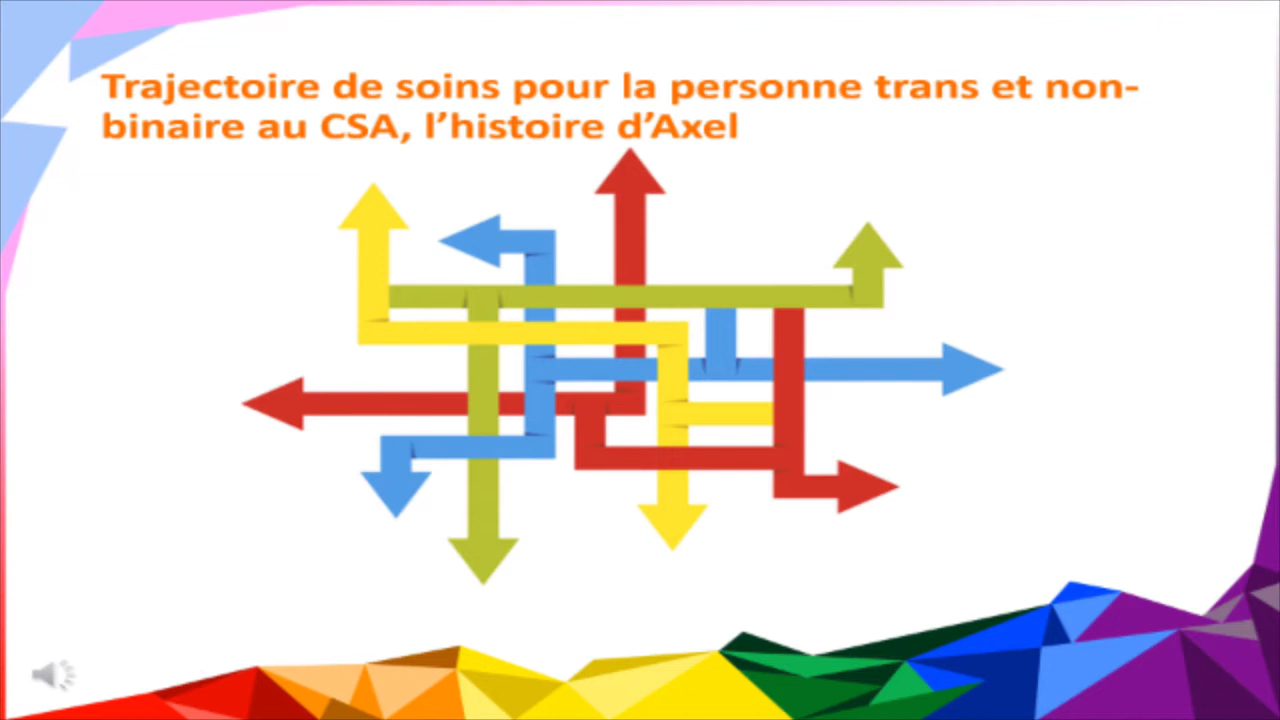 Trajectoire de soins pour la personne trans et non-
binaire au CSA, l’histoire d’Axel